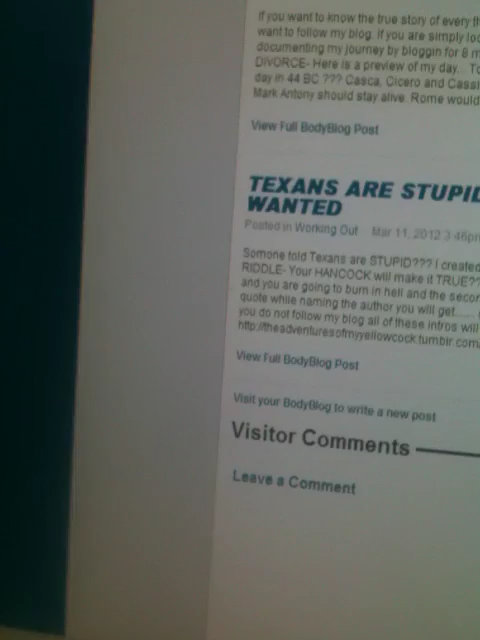 If you want to know the true story of every th
want to follow my blog. If you are simply loo
documenting my journey by bloggin for 8 m
DIVORCE- Here is a preview of my day... To
day in 44 BC ??? Casca, Cicero and Cassi
Mark Antony should stay alive. Rome would
View Full BodyBlog Post
TEXANS ARE STUPID
WANTED
Posted in Working Out Mar 11, 2012 3:46pm
Somone told Texans are STUPID??? I created
RIDDLE- Your HANCOCK will make it TRUE??
and you are going to burn in hell and the secon
quote while naming the author you will get......
you do not follow my blog all of these intros will
http://theadventuresofmyyellowcock.tumblr.com
View Full BodyBlog Post
Visit your BodyBlog to write a new post
Visitor Comments
Leave a Comment